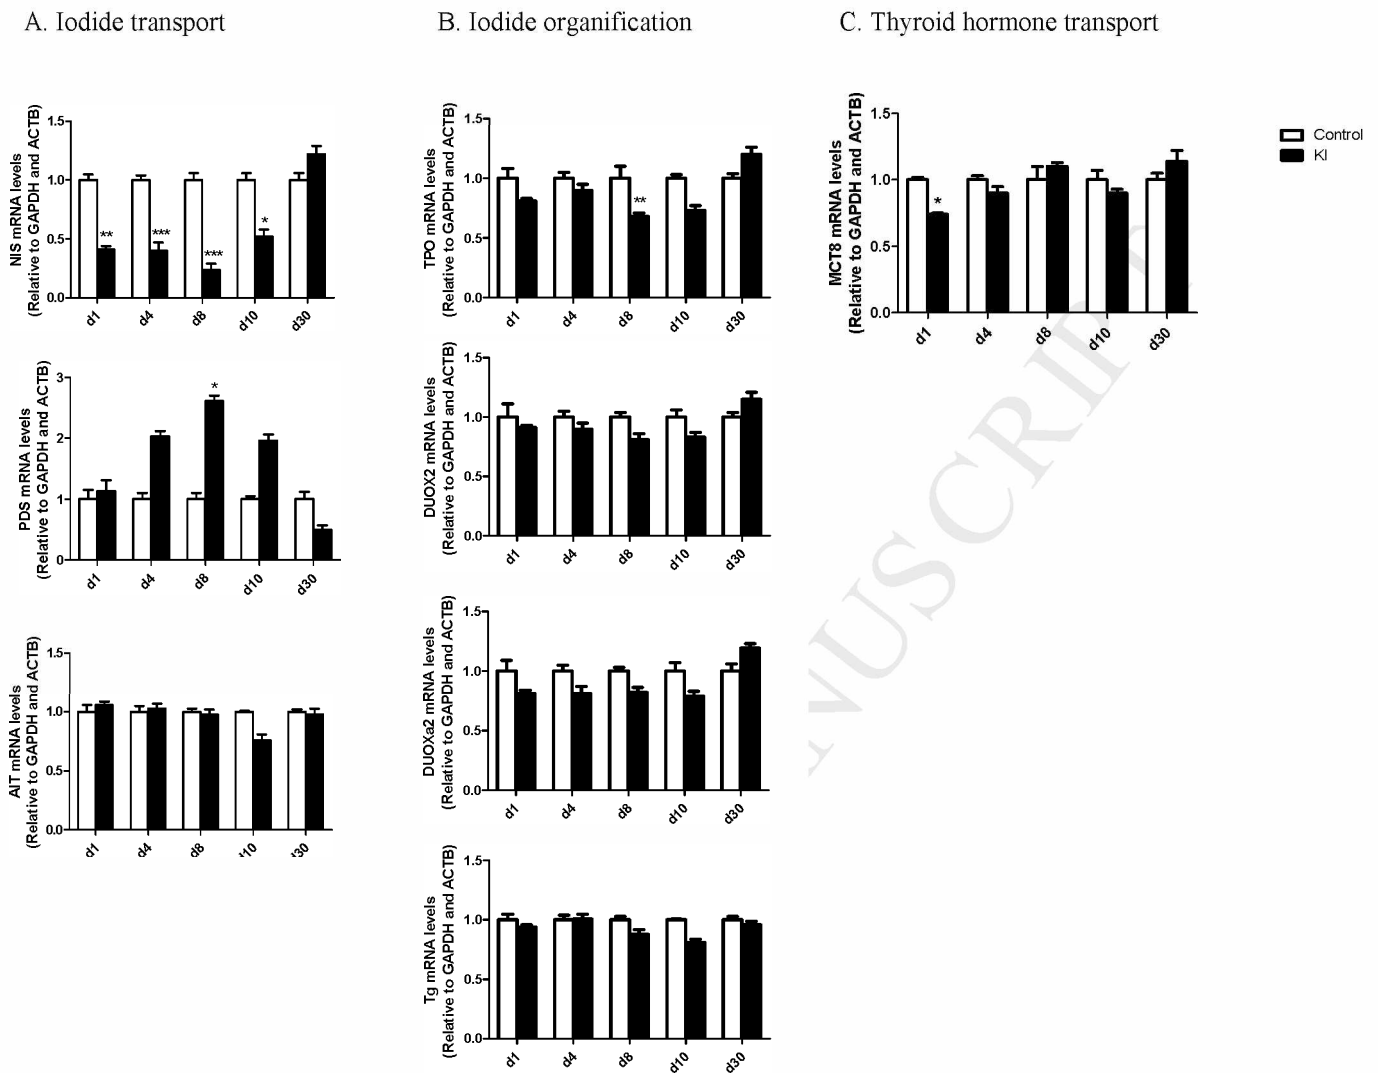 A. Iodide transport
B. Iodide organification
C. Thyroid hormone transport
NIS mRNA levels
(Relative to GAPDH and ACTB)
1.5
1.0
0.5
0.0
**
***
***
*
d1
d4
d8
d10
d30
PDS mRNA levels
(Relative to GAPDH and ACTB)
3
2
1
0
*
d1
d4
d8
d10
d30
AIT mRNA levels
(Relative to GAPDH and ACTB)
1.5
1.0
0.5
0.0
d1
d4
d8
d10
d30
TPO mRNA levels
(Relative to GAPDH and ACTB)
1.5
1.0
0.5
0.0
**
d1
d4
d8
d10
d30
DUOX2 mRNA levels
(Relative to GAPDH and ACTB)
1.5
1.0
0.5
0.0
d1
d4
d8
d10
d30
DUOXa2 mRNA levels
(Relative to GAPDH and ACTB)
1.5
1.0
0.5
0.0
d1
d4
d8
d10
d30
Tg mRNA levels
(Relative to GAPDH and ACTB)
1.5
1.0
0.5
0.0
d1
d4
d8
d10
d30
MCT8 mRNA levels
(Relative to GAPDH and ACTB)
1.5
1.0
0.5
0.0
*
d1
d4
d8
d10
d30
Control
KI
NUSCRIPT